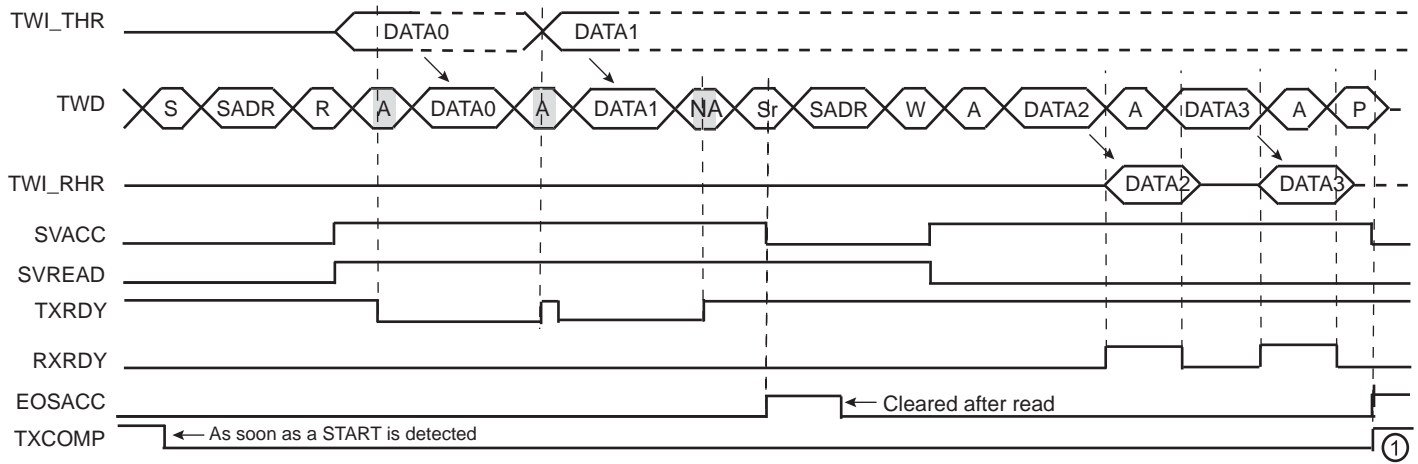 TWI_THR DATA0 DATA1
TWD S SADR R A DATA0 A DATA1 NA Sr SADR W A DATA2 A DATA3 A P
TWI_RHR DATA2 DATA3
SVACC
SVREAD
TXRDY
RXRDY
EOSACC Cleared after read
TXCOMP As soon as a START is detected 1